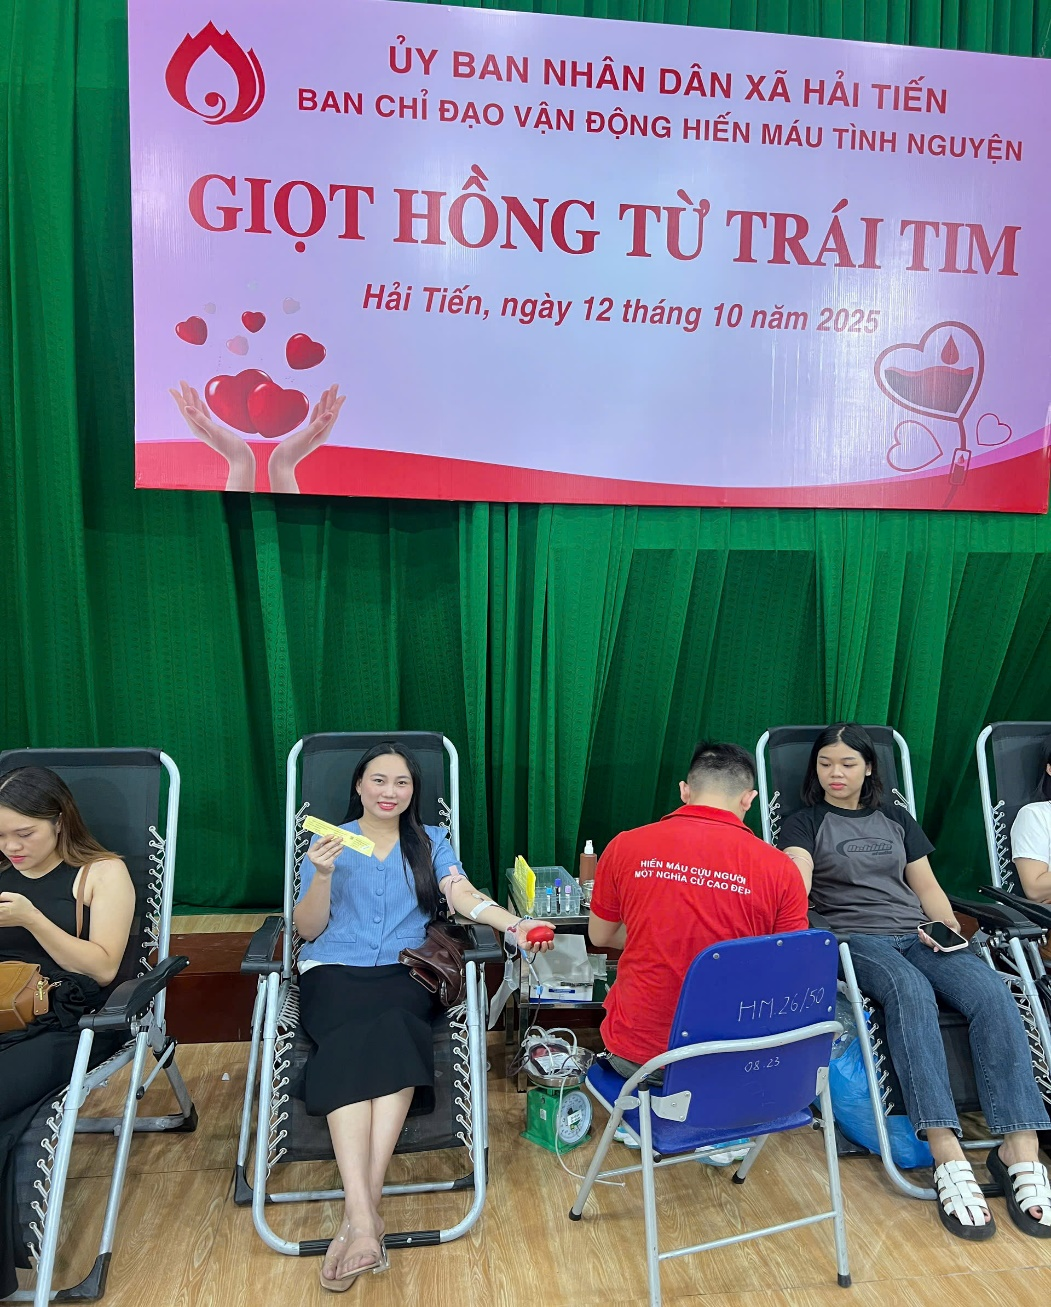 ỦY BAN NHÂN DÂN XÃ HẢI TIẾN
BAN CHỈ ĐẠO VẬN ĐỘNG HIẾN MÁU TÌNH NGUYỆN
GIỌT HỒNG TỪ TRÁI TIM
Hải Tiến, ngày 12 tháng 10 năm 2025
HIẾN MÁU CỨU NGƯỜI
MỘT NGHĨA CỬ CAO ĐẸP
HM.26/50
08.23